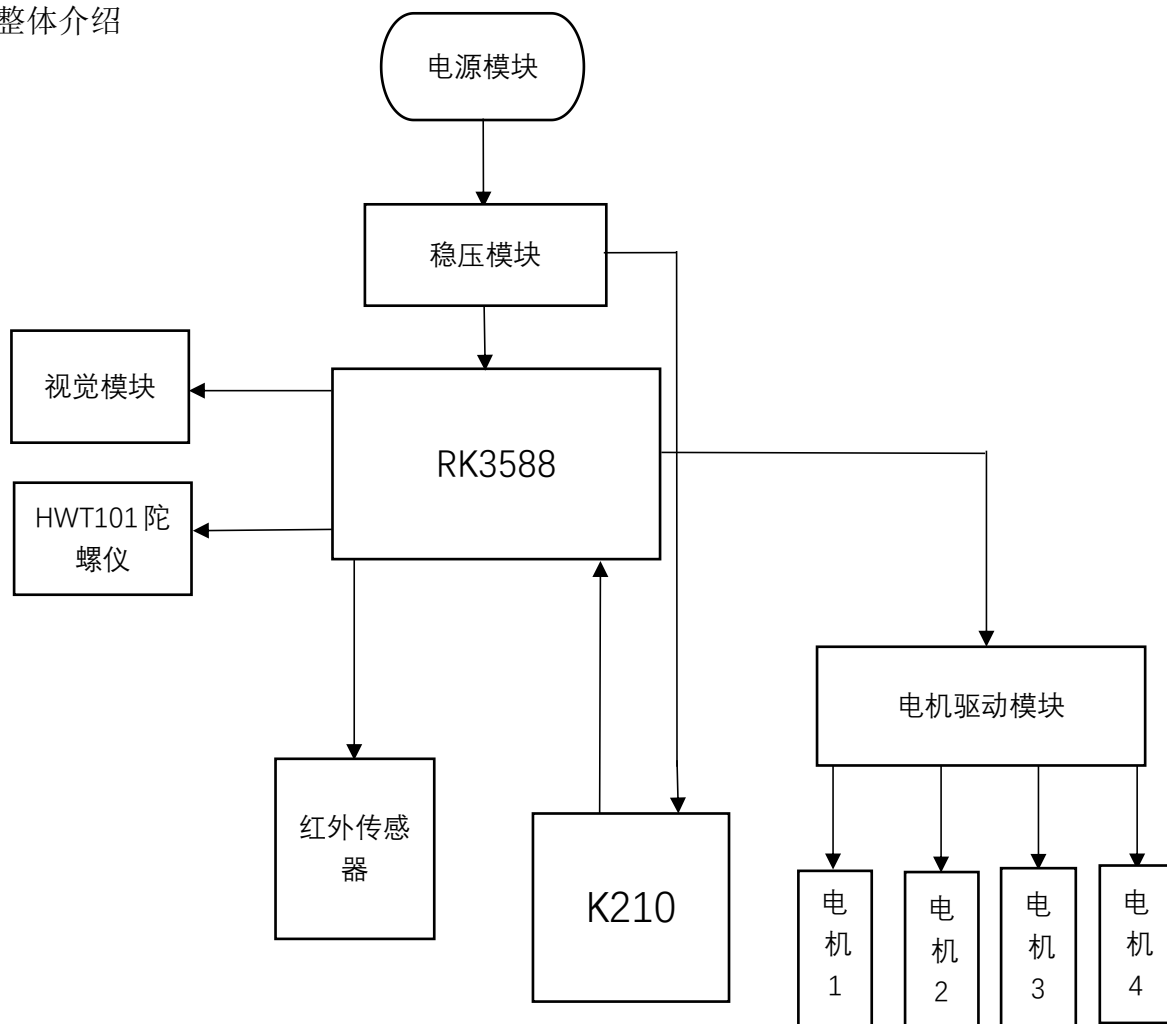 整体介绍
电源模块
稳压模块
视觉模块
RK3588
HWT101陀
螺仪
电机驱动模块
红外传感
器
K210
电
机
1
电
机
2
电
机
3
电
机
4